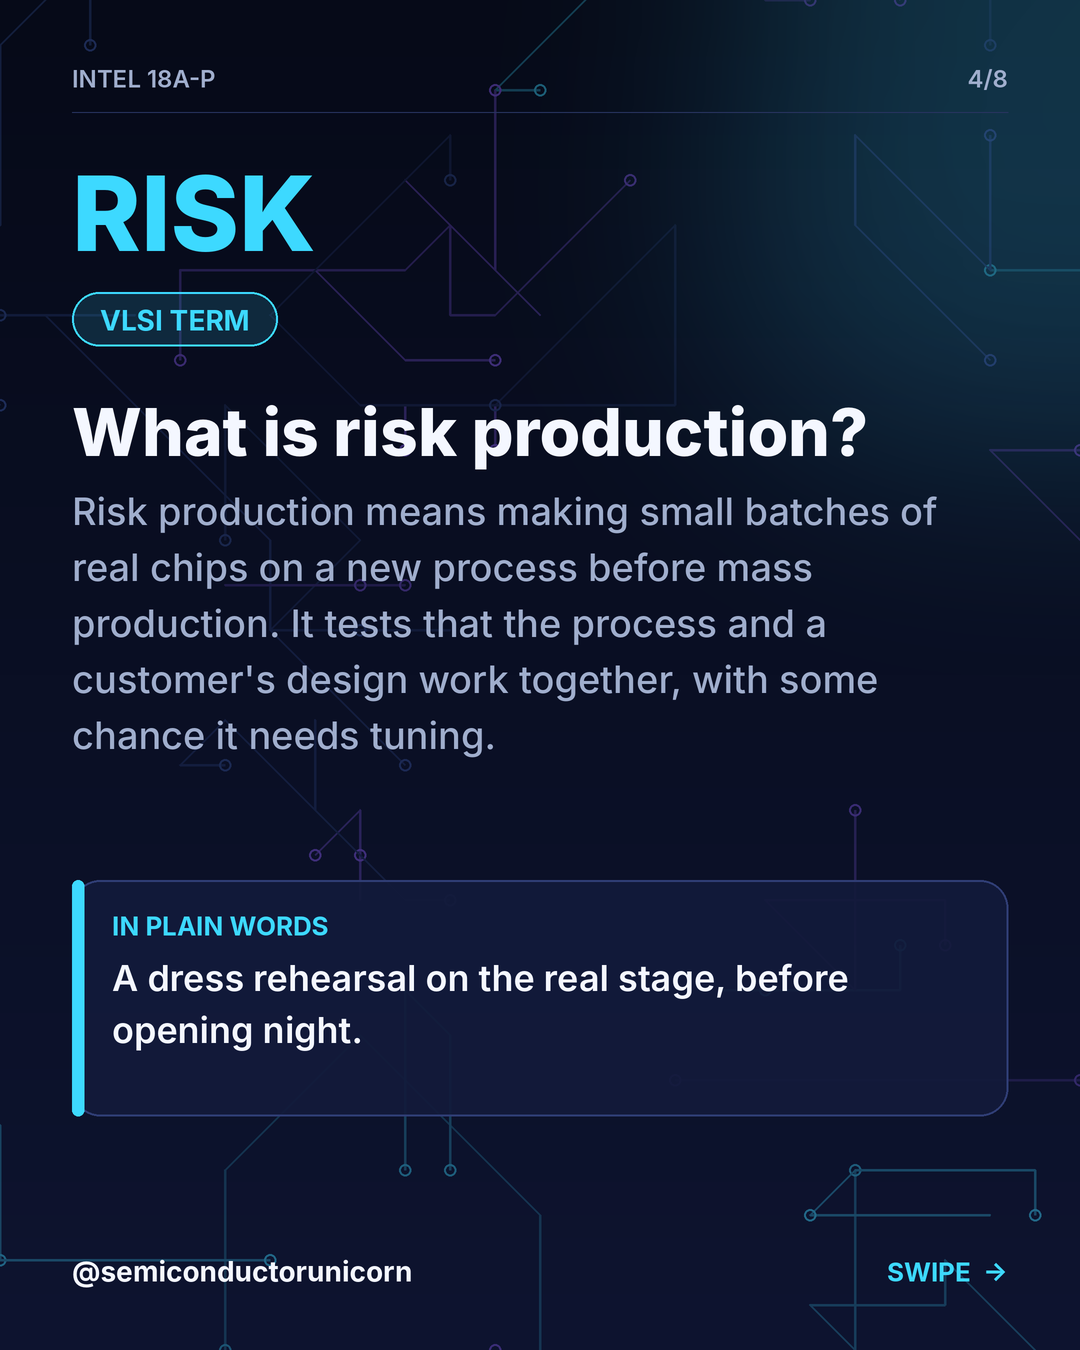 INTEL 18A-P
4/8
RISK
VLSI TERM
What is risk production?
Risk production means making small batches of
real chips on a new process before mass
production. It tests that the process and a
customer's design work together, with some
chance it needs tuning.
IN PLAIN WORDS
A dress rehearsal on the real stage, before
opening night.
@semiconductorunicorn
SWIPE →